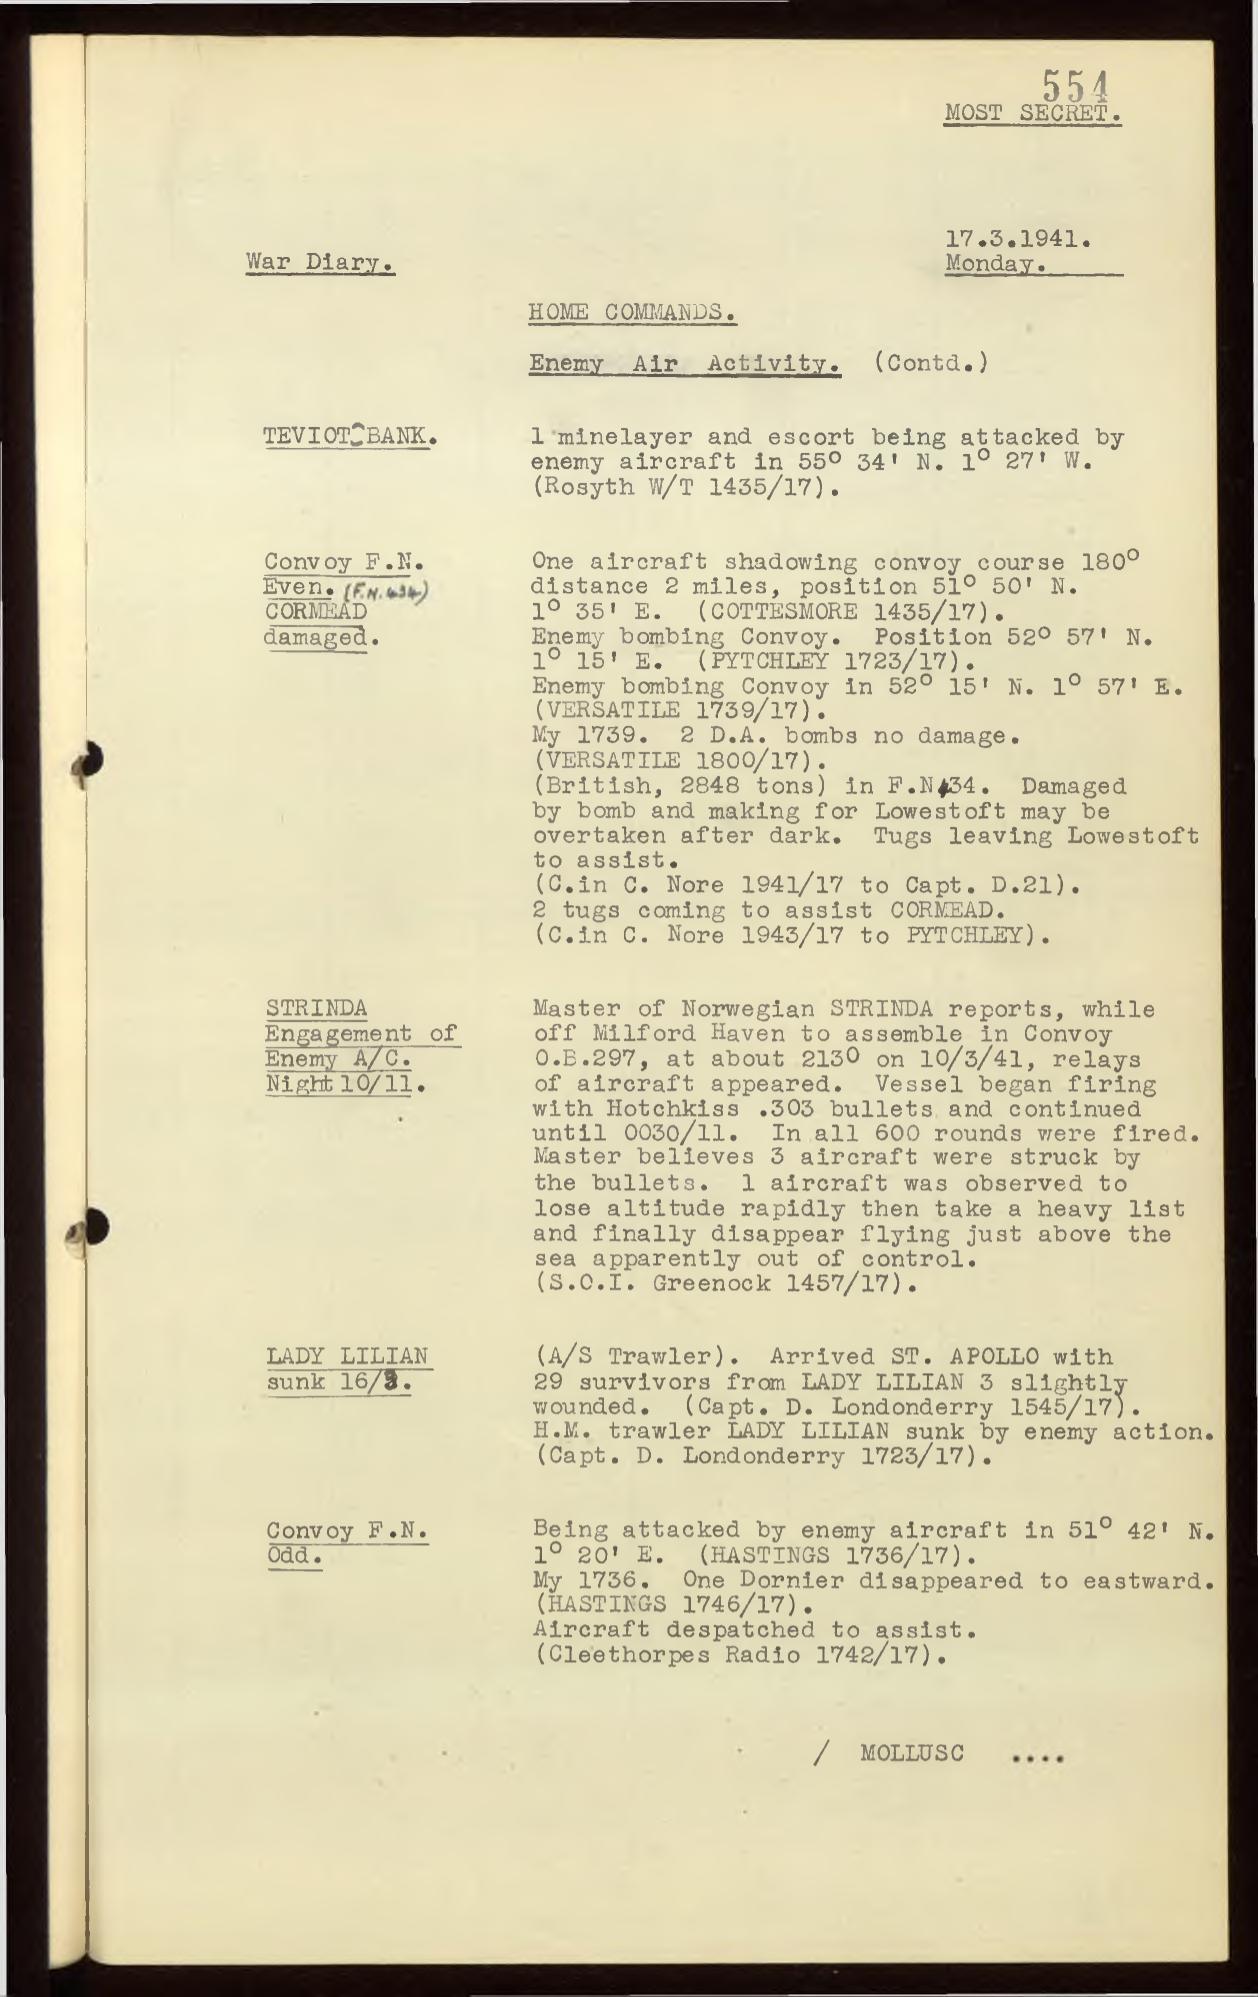 554
MOST SECRET.
17.3.1941.
War Diary.
Monday.
HOME COMMANDS.
Enemy Air Activity. (Contd.)
TEVIOT BANK.
1 minelayer and escort being attacked by
enemy aircraft in 55° 34' N. 1° 27' W.
(Rosyth W/T 1435/17).
Convoy F.N.
Even. (F.N.434)
CORMEAD
damaged.
One aircraft shadowing convoy course 180°
distance 2 miles, position 51° 50' N.
1° 35' E. (COTTESMORE 1435/17).
Enemy bombing Convoy. Position 52° 57' N.
1° 15' E. (PYTCHLEY 1723/17).
Enemy bombing Convoy in 52° 15' N. 1° 57' E.
(VERSATILE 1739/17).
My 1739. 2 D.A. bombs no damage.
(VERSATILE 1800/17).
(British, 2848 tons) in F.N.434. Damaged
by bomb and making for Lowestoft may be
overtaken after dark. Tugs leaving Lowestoft
to assist.
(C.in C. Nore 1941/17 to Capt. D.21).
2 tugs coming to assist CORMEAD.
(C.in C. Nore 1943/17 to PYTCHLEY).
STRINDA
Engagement of
Enemy A/C.
Night 10/11.
Master of Norwegian STRINDA reports, while
off Milford Haven to assemble in Convoy
O.B.297, at about 2130 on 10/3/41, relays
of aircraft appeared. Vessel began firing
with Hotchkiss .303 bullets and continued
until 0030/11. In all 600 rounds were fired.
Master believes 3 aircraft were struck by
the bullets. 1 aircraft was observed to
lose altitude rapidly then take a heavy list
and finally disappear flying just above the
sea apparently out of control.
(S.O.I. Greenock 1457/17).
LADY LILIAN
sunk 16/3.
(A/S Trawler). Arrived ST. APOLLO with
29 survivors from LADY LILIAN 3 slightly
wounded. (Capt. D. Londonderry 1545/17).
H.M. trawler LADY LILIAN sunk by enemy action.
(Capt. D. Londonderry 1723/17).
Convoy F.N.
Odd.
Being attacked by enemy aircraft in 51° 42' N.
1° 20' E. (HASTINGS 1736/17).
My 1736. One Dornier disappeared to eastward.
(HASTINGS 1746/17).
Aircraft despatched to assist.
(Cleethorpes Radio 1742/17).
/ MOLLUSC ....